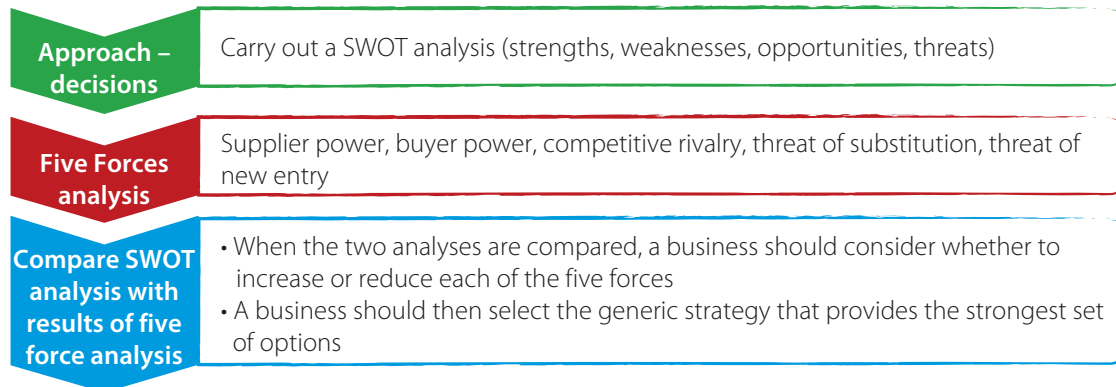 Approach –
decisions
Carry out a SWOT analysis (strengths, weaknesses, opportunities, threats)
Five Forces
analysis
Supplier power, buyer power, competitive rivalry, threat of substitution, threat of
new entry
Compare SWOT
analysis with
results of five
force analysis
• When the two analyses are compared, a business should consider whether to
increase or reduce each of the five forces
• A business should then select the generic strategy that provides the strongest set
of options